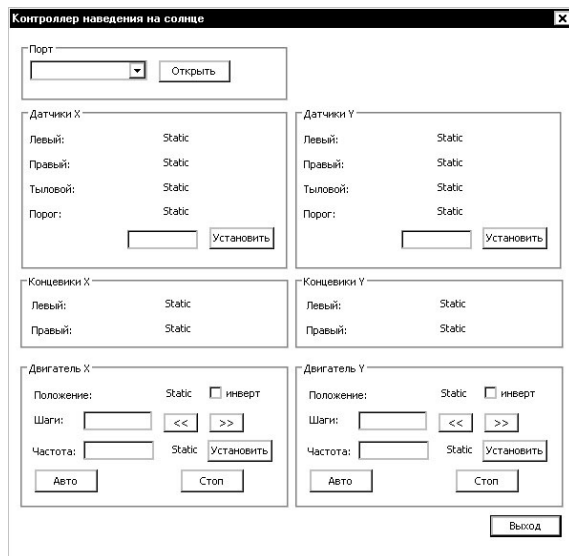 Контроллер наведения на солнце
Порт
Открыть
Датчики X
Левый: Static
Правый: Static
Тыловой: Static
Порог: Static
Установить
Датчики Y
Левый: Static
Правый: Static
Тыловой: Static
Порог: Static
Установить
Концевики X
Левый: Static
Правый: Static
Концевики Y
Левый: Static
Правый: Static
Двигатель X
Положение: Static инверт
Шаги: << >>
Частота: Static Установить
Авто Стоп
Двигатель Y
Положение: Static инверт
Шаги: << >>
Частота: Static Установить
Авто Стоп
Выход